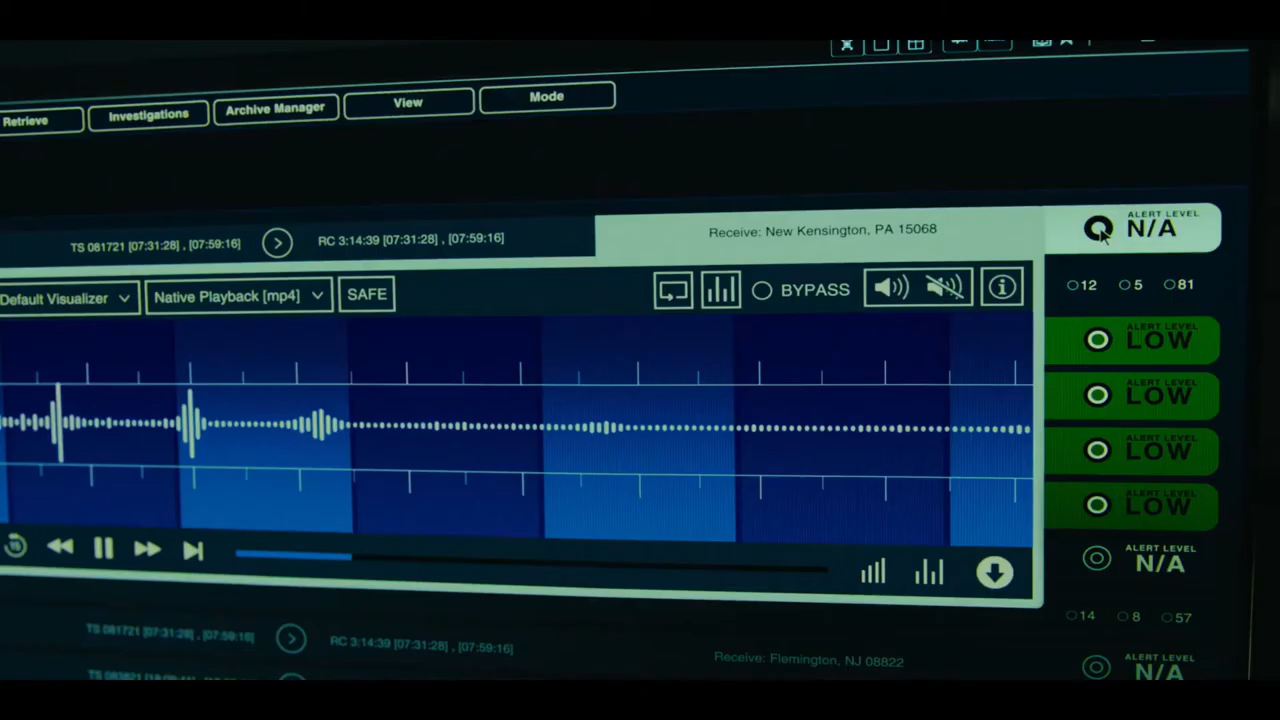 Retrieve
Investigations
Archive Manager
View
Mode
TS 081721 [07:31:28] , [07:59:16]
RC 3:14:39 [07:31:28] , [07:59:16]
Receive: New Kensington, PA 15068
ALERT LEVEL
N/A
12 5 81
Default Visualizer
Native Playback [mp4]
SAFE
BYPASS
ALERT LEVEL
LOW
ALERT LEVEL
LOW
ALERT LEVEL
LOW
ALERT LEVEL
LOW
15
ALERT LEVEL
N/A
14 8 57
TS 081721 [07:31:28] , [07:59:16]
RC 3:14:39 [07:31:28] , [07:59:16]
Receive: Flemington, NJ 08822
ALERT LEVEL
N/A